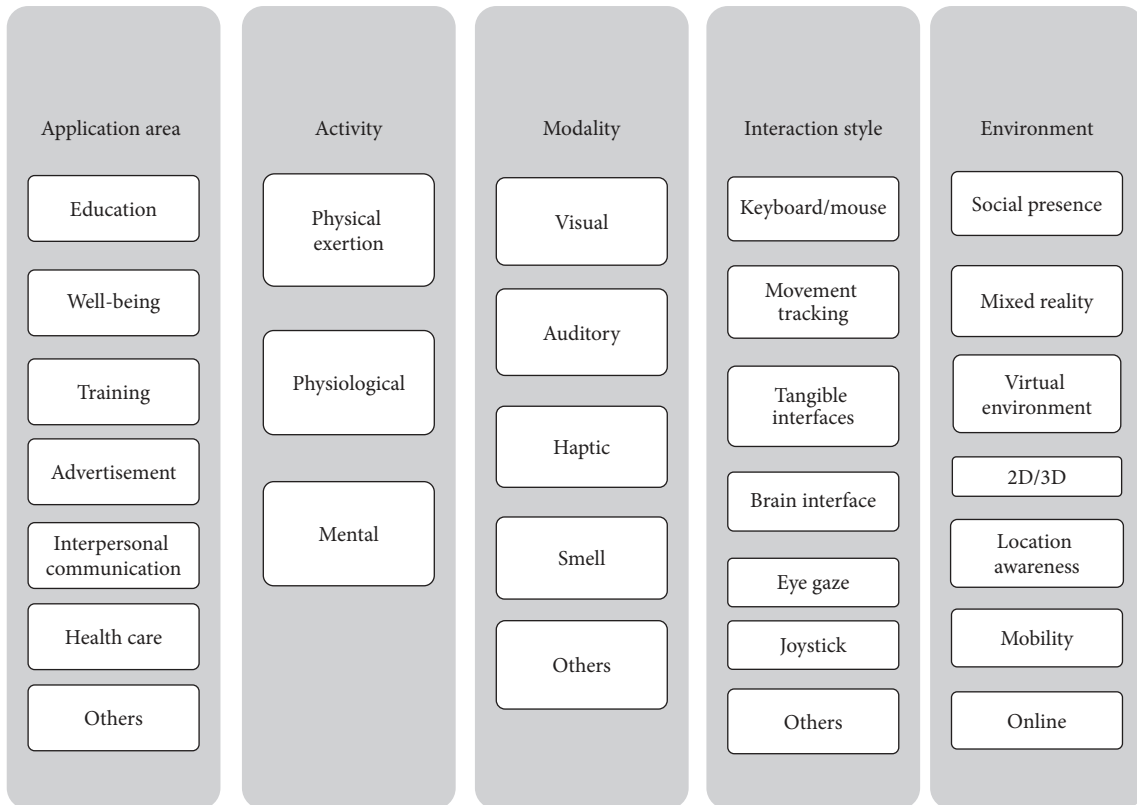 Application area
Education
Well-being
Training
Advertisement
Interpersonal
communication
Health care
Others
Activity
Physical
exertion
Physiological
Mental
Modality
Visual
Auditory
Haptic
Smell
Others
Interaction style
Keyboard/mouse
Movement
tracking
Tangible
interfaces
Brain interface
Eye gaze
Joystick
Others
Environment
Social presence
Mixed reality
Virtual
environment
2D/3D
Location
awareness
Mobility
Online